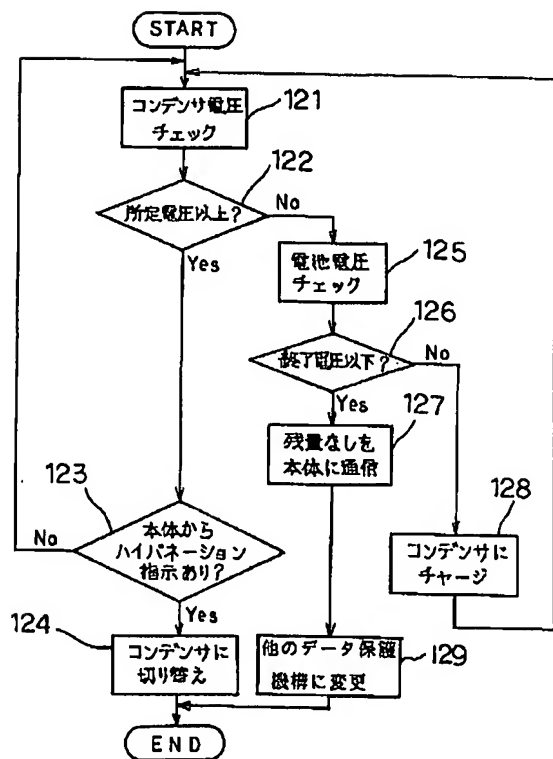 START
コンデンサ電圧
チェック
121
所定電圧以上?
122
No
Yes
電池電圧
チェック
125
終了電圧以下?
126
No
Yes
残量なしを
本体に通信
127
123
本体から
ハイバネーション
指示あり?
No
Yes
コンデンサに
チャージ
128
124
コンデンサに
切り替え
他のデータ保護
機構に変更
129
END